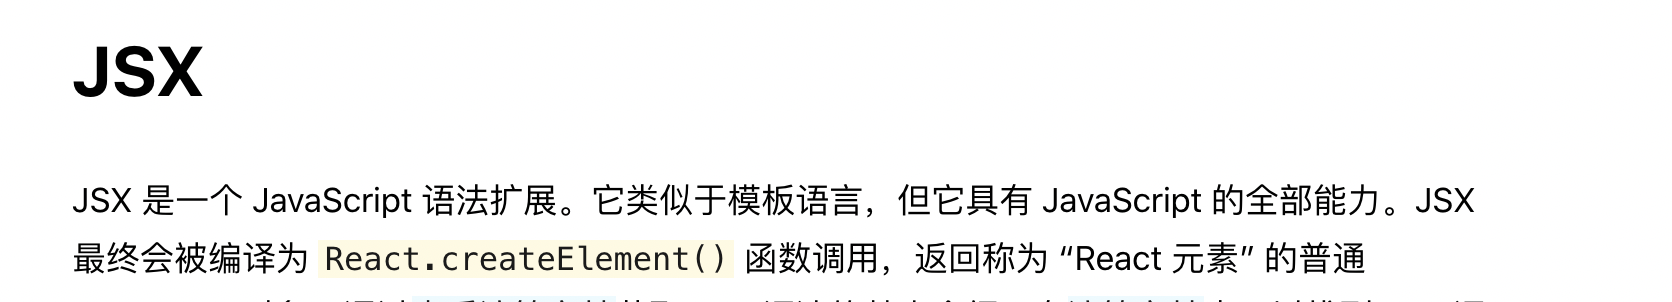 JSX
JSX 是一个 JavaScript 语法扩展。它类似于模板语言，但它具有 JavaScript 的全部能力。JSX
最终会被编译为 React.createElement() 函数调用，返回称为 “React 元素” 的普通